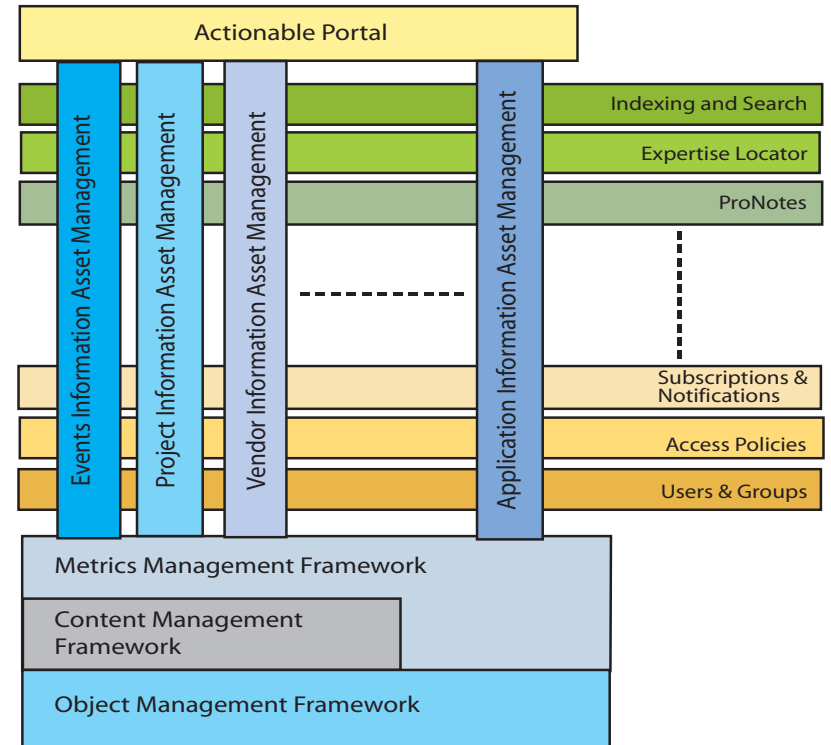 Actionable Portal
Indexing and Search
Expertise Locator
ProNotes
Events Information Asset Management
Project Information Asset Management
Vendor Information Asset Management
Application Information Asset Management
Subscriptions &
Notifications
Access Policies
Users & Groups
Metrics Management Framework
Content Management
Framework
Object Management Framework